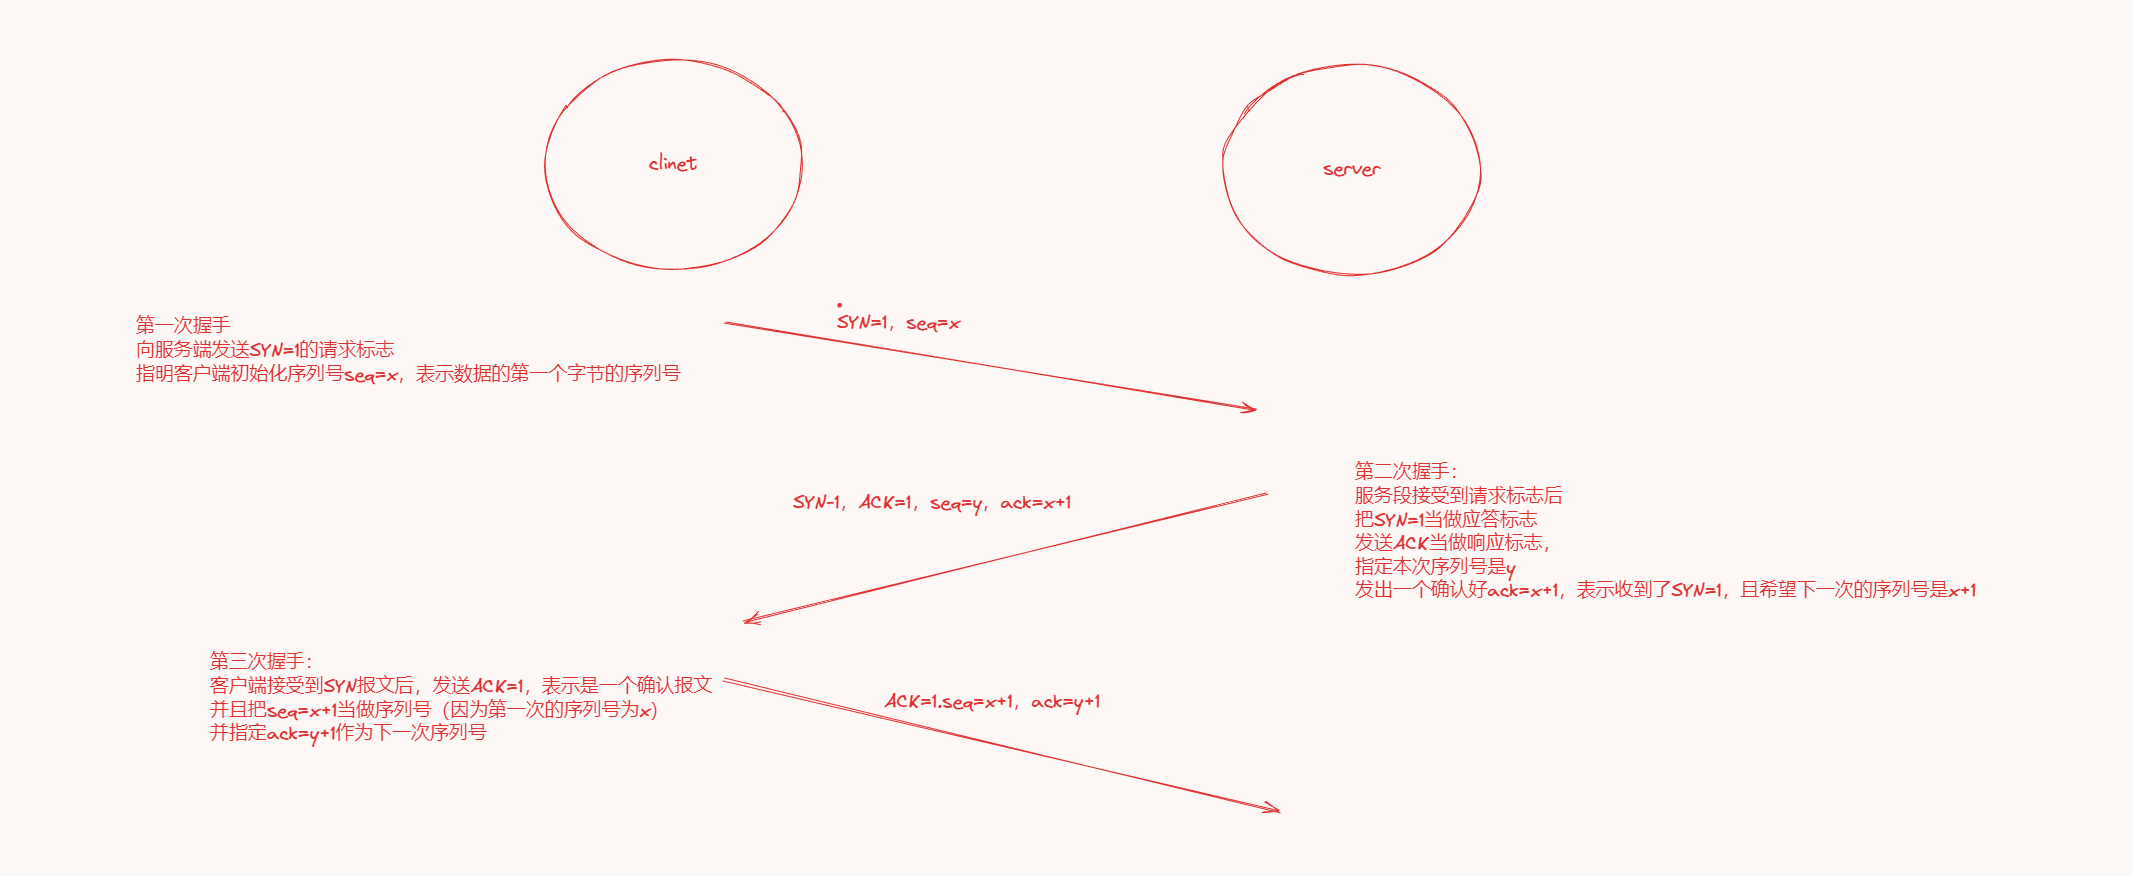 clinet
server
SYN=1，seq=x
第一次握手
向服务端发送SYN=1的请求标志
指明客户端初始化序列号seq=x，表示数据的第一个字节的序列号
SYN-1，ACK=1，seq=y，ack=x+1
第二次握手：
服务段接受到请求标志后
把SYN=1当做应答标志
发送ACK当做响应标志，
指定本次序列号是y
发出一个确认好ack=x+1，表示收到了SYN=1，且希望下一次的序列号是x+1
第三次握手：
客户端接受到SYN报文后，发送ACK=1，表示是一个确认报文
并且把seq=x+1当做序列号（因为第一次的序列号为x）
并指定ack=y+1作为下一次序列号
ACK=1.seq=x+1，ack=y+1